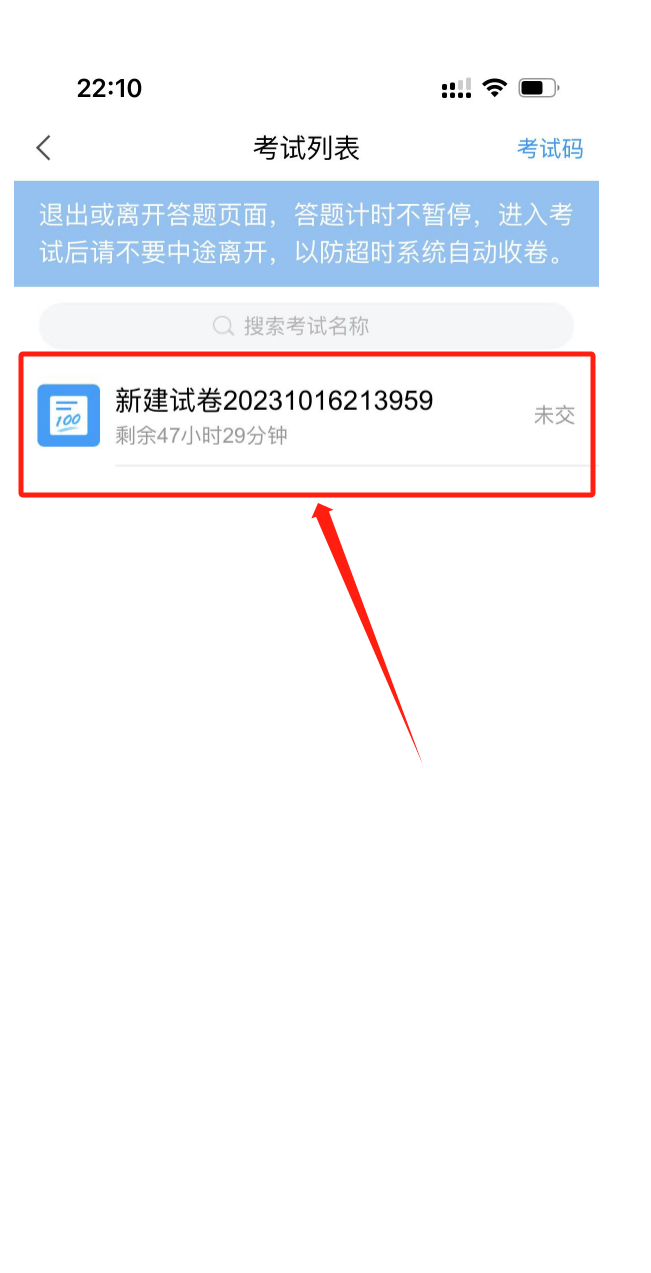 22:10
考试列表
考试码
退出或离开答题页面，答题计时不暂停，进入考
试后请不要中途离开，以防超时系统自动收卷。
搜索考试名称
100
新建试卷20231016213959
未交
剩余47小时29分钟